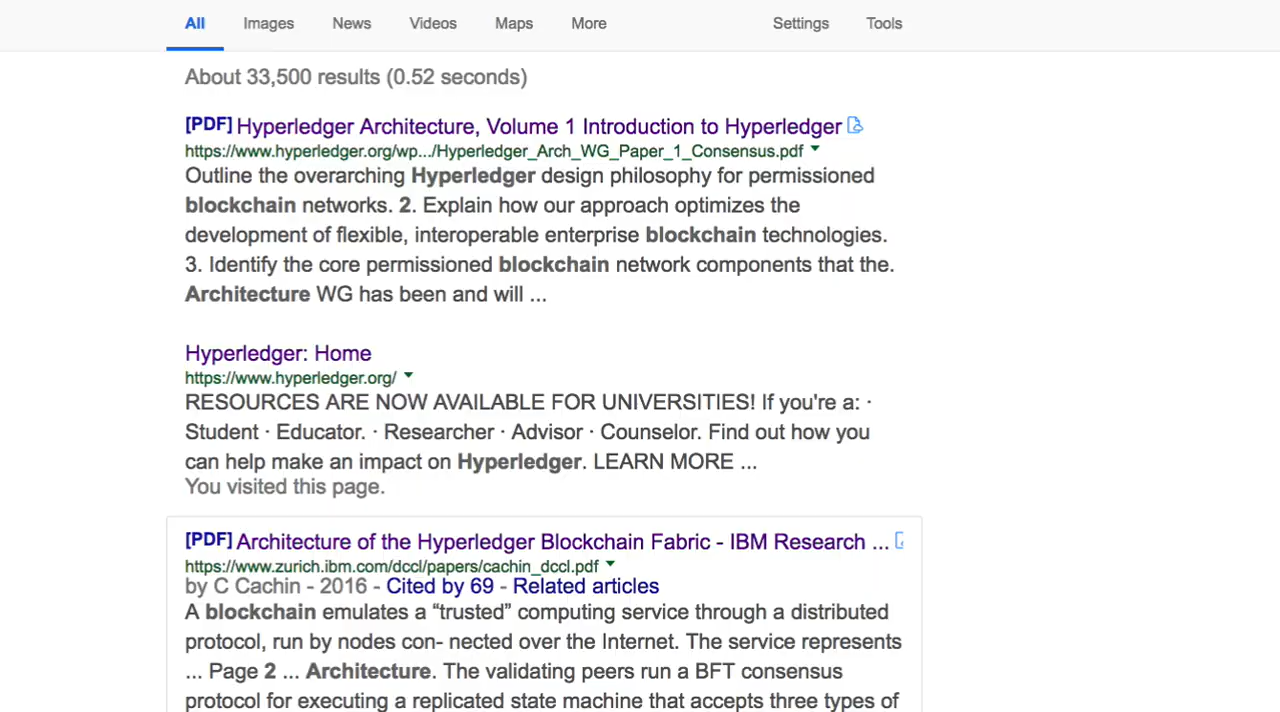 All Images News Videos Maps More Settings Tools
About 33,500 results (0.52 seconds)
[PDF] Hyperledger Architecture, Volume 1 Introduction to Hyperledger
https://www.hyperledger.org/wp.../Hyperledger_Arch_WG_Paper_1_Consensus.pdf
Outline the overarching Hyperledger design philosophy for permissioned
blockchain networks. 2. Explain how our approach optimizes the
development of flexible, interoperable enterprise blockchain technologies.
3. Identify the core permissioned blockchain network components that the.
Architecture WG has been and will ...
Hyperledger: Home
https://www.hyperledger.org/
RESOURCES ARE NOW AVAILABLE FOR UNIVERSITIES! If you're a: ·
Student · Educator. · Researcher · Advisor · Counselor. Find out how you
can help make an impact on Hyperledger. LEARN MORE ...
You visited this page.
[PDF] Architecture of the Hyperledger Blockchain Fabric - IBM Research ...
https://www.zurich.ibm.com/dccl/papers/cachin_dccl.pdf
by C Cachin - 2016 - Cited by 69 - Related articles
A blockchain emulates a “trusted” computing service through a distributed
protocol, run by nodes con- nected over the Internet. The service represents
... Page 2 ... Architecture. The validating peers run a BFT consensus
protocol for executing a replicated state machine that accepts three types of